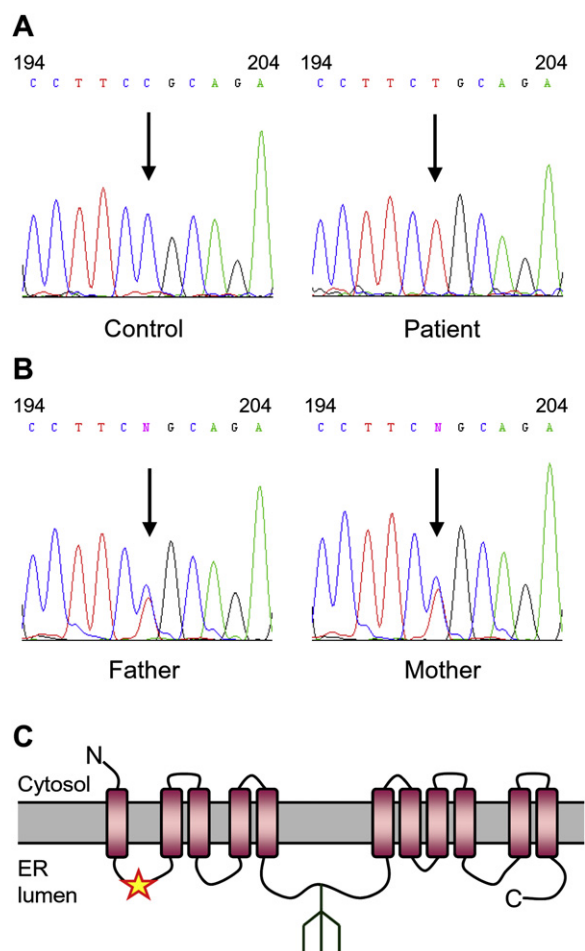 A
194 204 194 204
C C T T C C G C A G A C C T T C T G C A G A
Control Patient
B
194 204 194 204
C C T T C N G C A G A C C T T C N G C A G A
Father Mother
C
N
Cytosol
ER
lumen
C